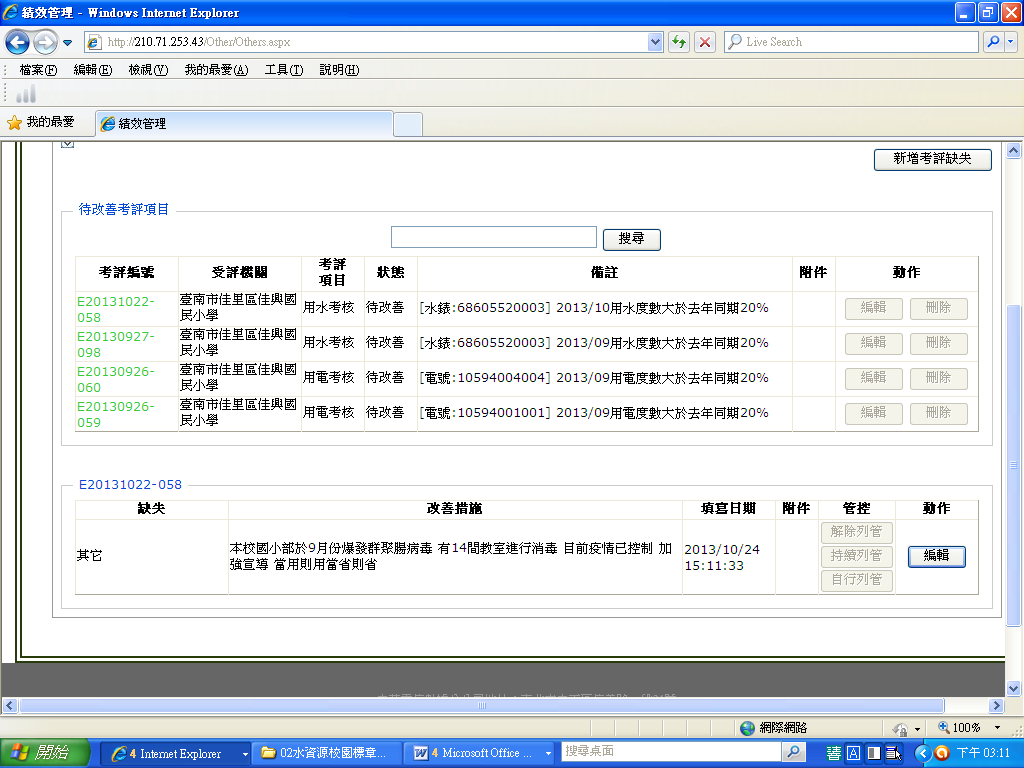 績效管理 - Windows Internet Explorer
http://210.71.253.43/Other/Others.aspx
Live Search
檔案(F) 編輯(E) 檢視(V) 我的最愛(A) 工具(T) 說明(H)
我的最愛 績效管理
新增考評缺失
待改善考評項目
搜尋
考評編號 受評機關 考評項目 狀態 備註 附件 動作
E20131022-058 臺南市佳里區佳興國民小學 用水考核 待改善 [水錶:68605520003] 2013/10用水度數大於去年同期20% 編輯 刪除
E20130927-098 臺南市佳里區佳興國民小學 用水考核 待改善 [水錶:68605520003] 2013/09用水度數大於去年同期20% 編輯 刪除
E20130926-060 臺南市佳里區佳興國民小學 用電考核 待改善 [電號:10594004004] 2013/09用電度數大於去年同期20% 編輯 刪除
E20130926-059 臺南市佳里區佳興國民小學 用電考核 待改善 [電號:10594001001] 2013/09用電度數大於去年同期20% 編輯 刪除
E20131022-058
缺失 改善措施 填寫日期 附件 管控 動作
其它
本校國小部於9月份爆發群聚腸病毒 有14間教室進行消毒 目前疫情已控制 加
強宣導 當用則用當省則省
2013/10/24
15:11:33
解除列管
持續列管
自行列管
編輯
網際網路 100%
開始 4 Internet Explorer 02水資源校園標章... 4 Microsoft Office ... 搜尋桌面 A 下午 03:11